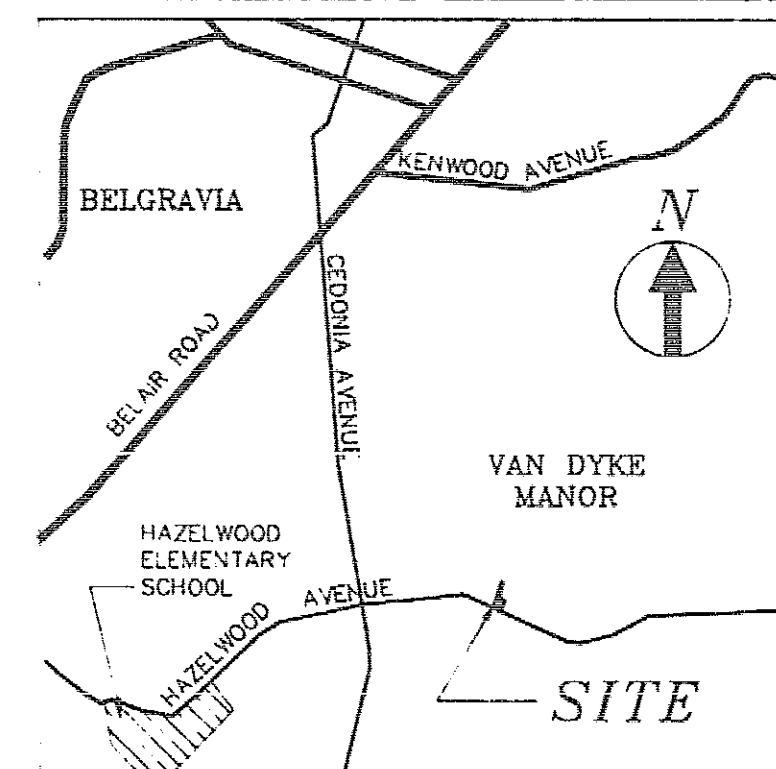 KENWOOD AVENUE
BELGRAVIA
N
CEDONIA AVENUE
BELAIR ROAD
VAN DYKE
MANOR
HAZELWOOD
ELEMENTARY
SCHOOL
HAZELWOOD AVENUE
SITE